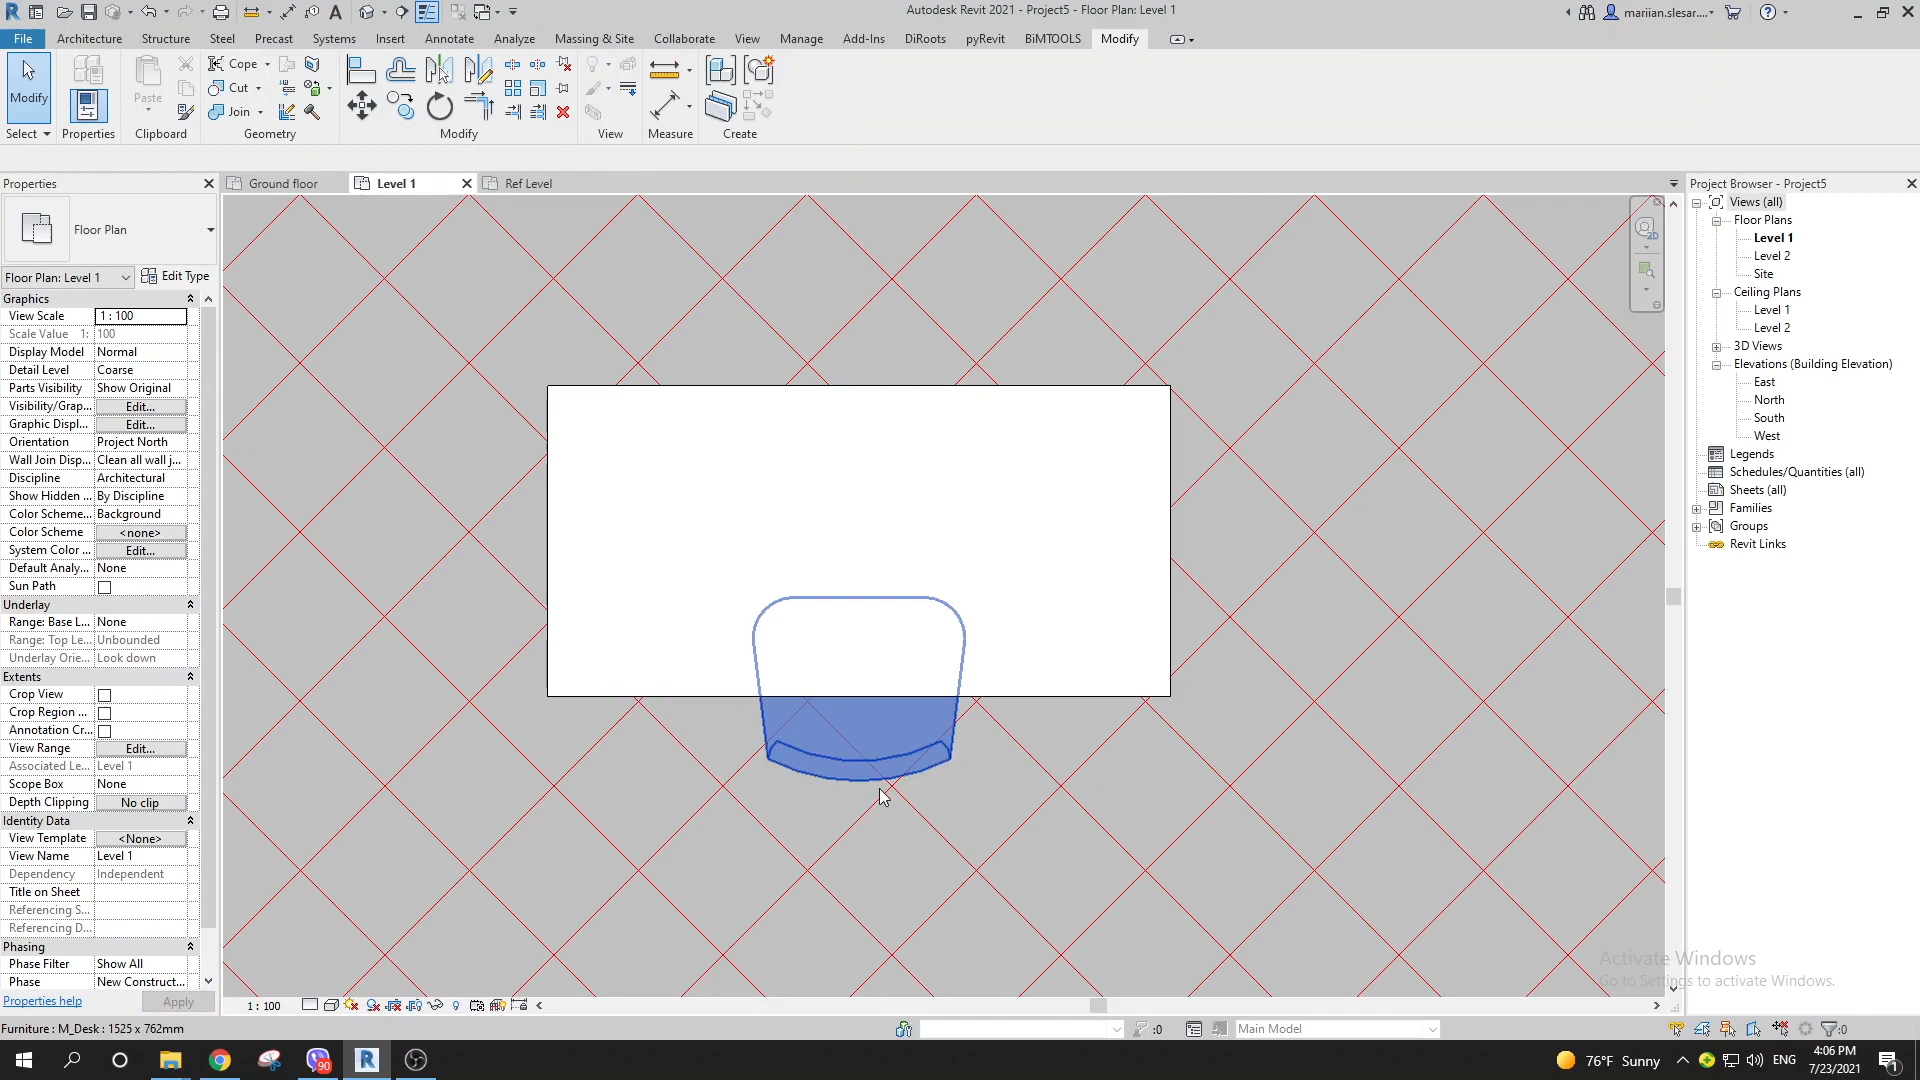 Autodesk Revit 2021 - Project5 - Floor Plan: Level 1
mariian.slesar....
File Architecture Structure Steel Precast Systems Insert Annotate Analyze Massing & Site Collaborate View Manage Add-Ins DiRoots pyRevit BiMTOOLS Modify
Modify
Paste
Cope
Cut
Join
Select Properties Clipboard Geometry Modify View Measure Create
Properties
Ground floor
Level 1
Ref Level
Floor Plan
Floor Plan: Level 1 Edit Type
Graphics
View Scale 1 : 100
Scale Value 1: 100
Display Model Normal
Detail Level Coarse
Parts Visibility Show Original
Visibility/Grap... Edit...
Graphic Displ... Edit...
Orientation Project North
Wall Join Disp... Clean all wall j...
Discipline Architectural
Show Hidden ... By Discipline
Color Scheme... Background
Color Scheme <none>
System Color ... Edit...
Default Analy... None
Sun Path
Underlay
Range: Base L... None
Range: Top Le... Unbounded
Underlay Orie... Look down
Extents
Crop View
Crop Region ...
Annotation Cr...
View Range Edit...
Associated Le... Level 1
Scope Box None
Depth Clipping No clip
Identity Data
View Template <None>
View Name Level 1
Dependency Independent
Title on Sheet
Referencing S...
Referencing D...
Phasing
Phase Filter Show All
Phase New Construct...
Properties help Apply
2D
Project Browser - Project5
Views (all)
Floor Plans
Level 1
Level 2
Site
Ceiling Plans
Level 1
Level 2
3D Views
Elevations (Building Elevation)
East
North
South
West
Legends
Schedules/Quantities (all)
Sheets (all)
Families
Groups
Revit Links
Activate Windows
Go to Settings to activate Windows.
1 : 100
Furniture : M_Desk : 1525 x 762mm
:0
Main Model
:0
90
76°F Sunny
ENG
4:06 PM
7/23/2021
1